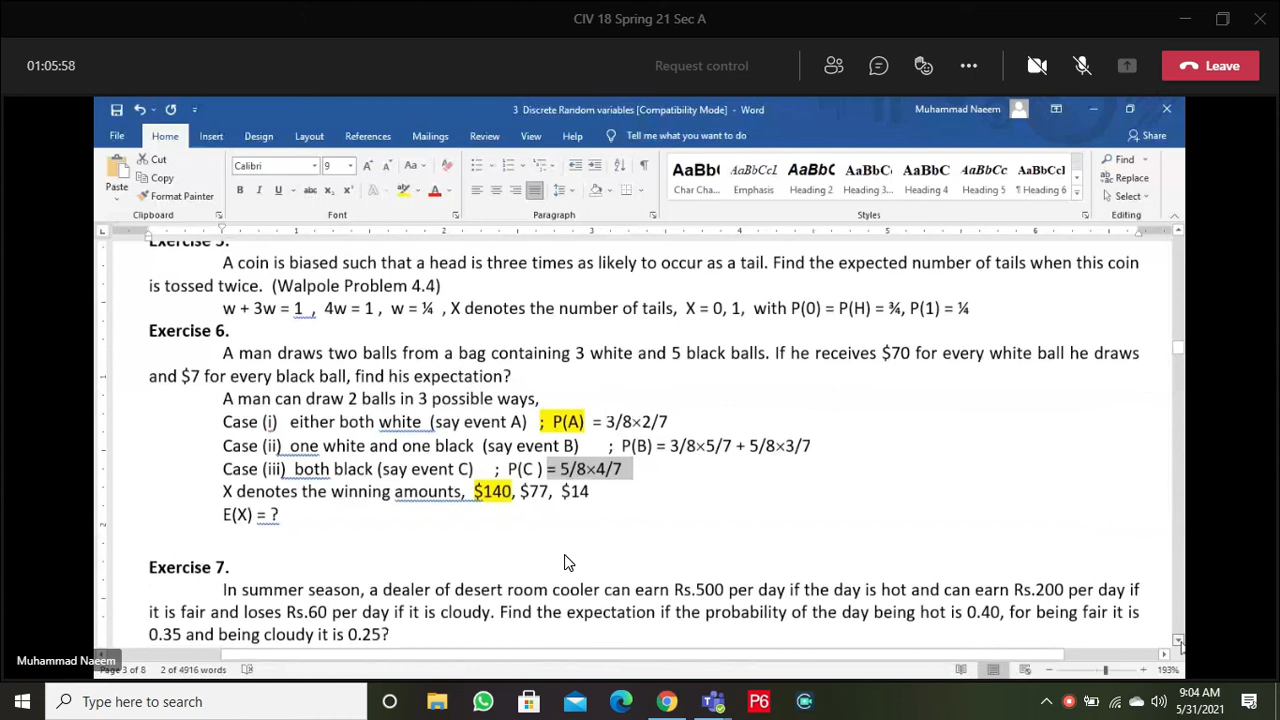 CIV 18 Spring 21 Sec A
01:05:58
Request control
Leave
3 Discrete Random variables [Compatibility Mode] - Word
Muhammad Naeem
File Home Insert Design Layout References Mailings Review View Help Tell me what you want to do Share
Paste
Cut
Copy
Format Painter
Clipboard
Calibri 9
Font
Paragraph
AaBbC AaBbCcL AaBbC AaBbCcI AaBbCcI AaBbCcI AaBbCcI
Char Cha... Emphasis Heading 2 Heading 3... Heading 4 Heading 5 ¶ Heading 6
Styles
Find
Replace
Select
Editing
Exercise 5.
A coin is biased such that a head is three times as likely to occur as a tail. Find the expected number of tails when this coin
is tossed twice. (Walpole Problem 4.4)
w + 3w = 1 , 4w = 1 , w = ¼ , X denotes the number of tails, X = 0, 1, with P(0) = P(H) = ¾, P(1) = ¼
Exercise 6.
A man draws two balls from a bag containing 3 white and 5 black balls. If he receives $70 for every white ball he draws
and $7 for every black ball, find his expectation?
A man can draw 2 balls in 3 possible ways,
Case (i) either both white (say event A) ; P(A) = 3/8×2/7
Case (ii) one white and one black (say event B) ; P(B) = 3/8×5/7 + 5/8×3/7
Case (iii) both black (say event C) ; P(C ) = 5/8×4/7
X denotes the winning amounts, $140, $77, $14
E(X) = ?
Exercise 7.
In summer season, a dealer of desert room cooler can earn Rs.500 per day if the day is hot and can earn Rs.200 per day if
it is fair and loses Rs.60 per day if it is cloudy. Find the expectation if the probability of the day being hot is 0.40, for being fair it is
0.35 and being cloudy it is 0.25?
Muhammad Naeem
Page 3 of 8 2 of 4916 words 193%
Type here to search
P6
9:04 AM
5/31/2021